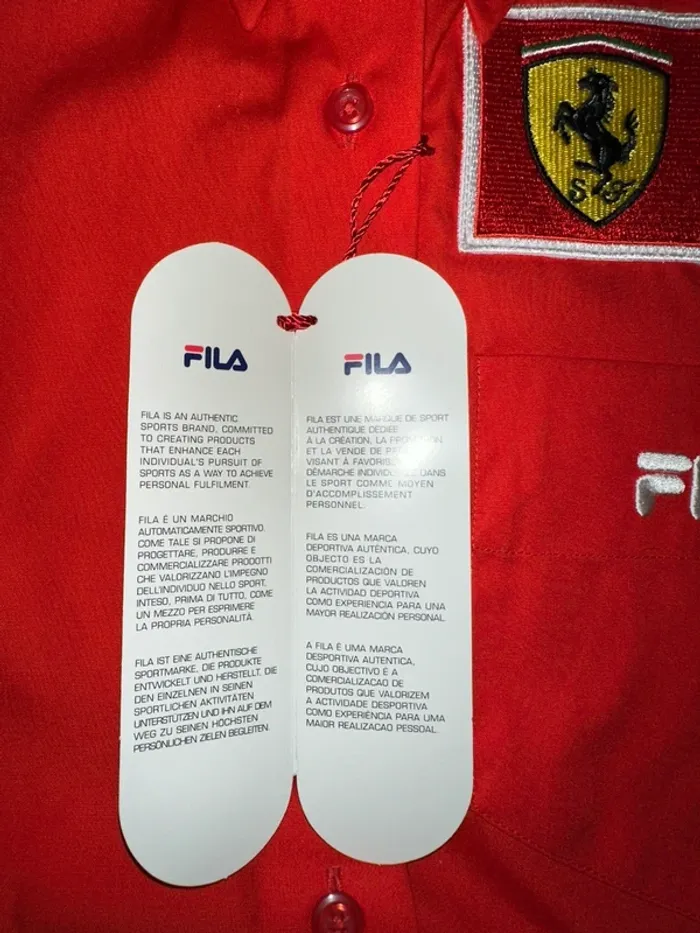 S F
FILA
FILA IS AN AUTHENTIC
SPORTS BRAND, COMMITTED
TO CREATING PRODUCTS
THAT ENHANCE EACH
INDIVIDUAL'S PURSUIT OF
SPORTS AS A WAY TO ACHIEVE
PERSONAL FULFILMENT.
FILA È UN MARCHIO
AUTOMATICAMENTE SPORTIVO.
COME TALE SI PROPONE DI
PROGETTARE, PRODURRE E
COMMERCIALIZZARE PRODOTTI
CHE VALORIZZANO L'IMPEGNO
DELL'INDIVIDUO NELLO SPORT,
INTESO, PRIMA DI TUTTO, COME
UN MEZZO PER ESPRIMERE
LA PROPRIA PERSONALITÀ.
FILA IST EINE AUTHENTISCHE
SPORTMARKE, DIE PRODUKTE
ENTWICKELT UND HERSTELLT, DIE
DEN EINZELNEN IN SEINEN
SPORTLICHEN AKTIVITÄTEN
UNTERSTÜTZEN UND IHN AUF DEM
WEG ZU SEINEN HÖCHSTEN
PERSÖNLICHEN ZIELEN BEGLEITEN.
FILA
FILA EST UNE MARQUE DE SPORT
AUTHENTIQUE DÉDIÉE
À LA CRÉATION, LA
ET LA VENDE DE
VISANT À
DÉMARCHE DANS
LE SPORT COMME MOYEN
D'ACCOMPLISSEMENT
PERSONNEL.
FILA ES UNA MARCA
DEPORTIVA AUTÉNTICA, CUYO
OBJECTO ES LA
COMERCIALIZACIÓN DE
PRODUCTOS QUE VALOREN
LA ACTIVIDAD DEPORTIVA
COMO EXPERIENCIA PARA UNA
MAYOR REALIZACIÓN PERSONAL.
A FILA É UMA MARCA
DESPORTIVA AUTENTICA,
CUJO OBJECTIVO É A
COMERCIALIZACAO DE
PRODUTOS QUE VALORIZEM
A ACTIVIDADE DESPORTIVA
COMO EXPERIÊNCIA PARA UMA
MAIOR REALIZACAO PESSOAL.